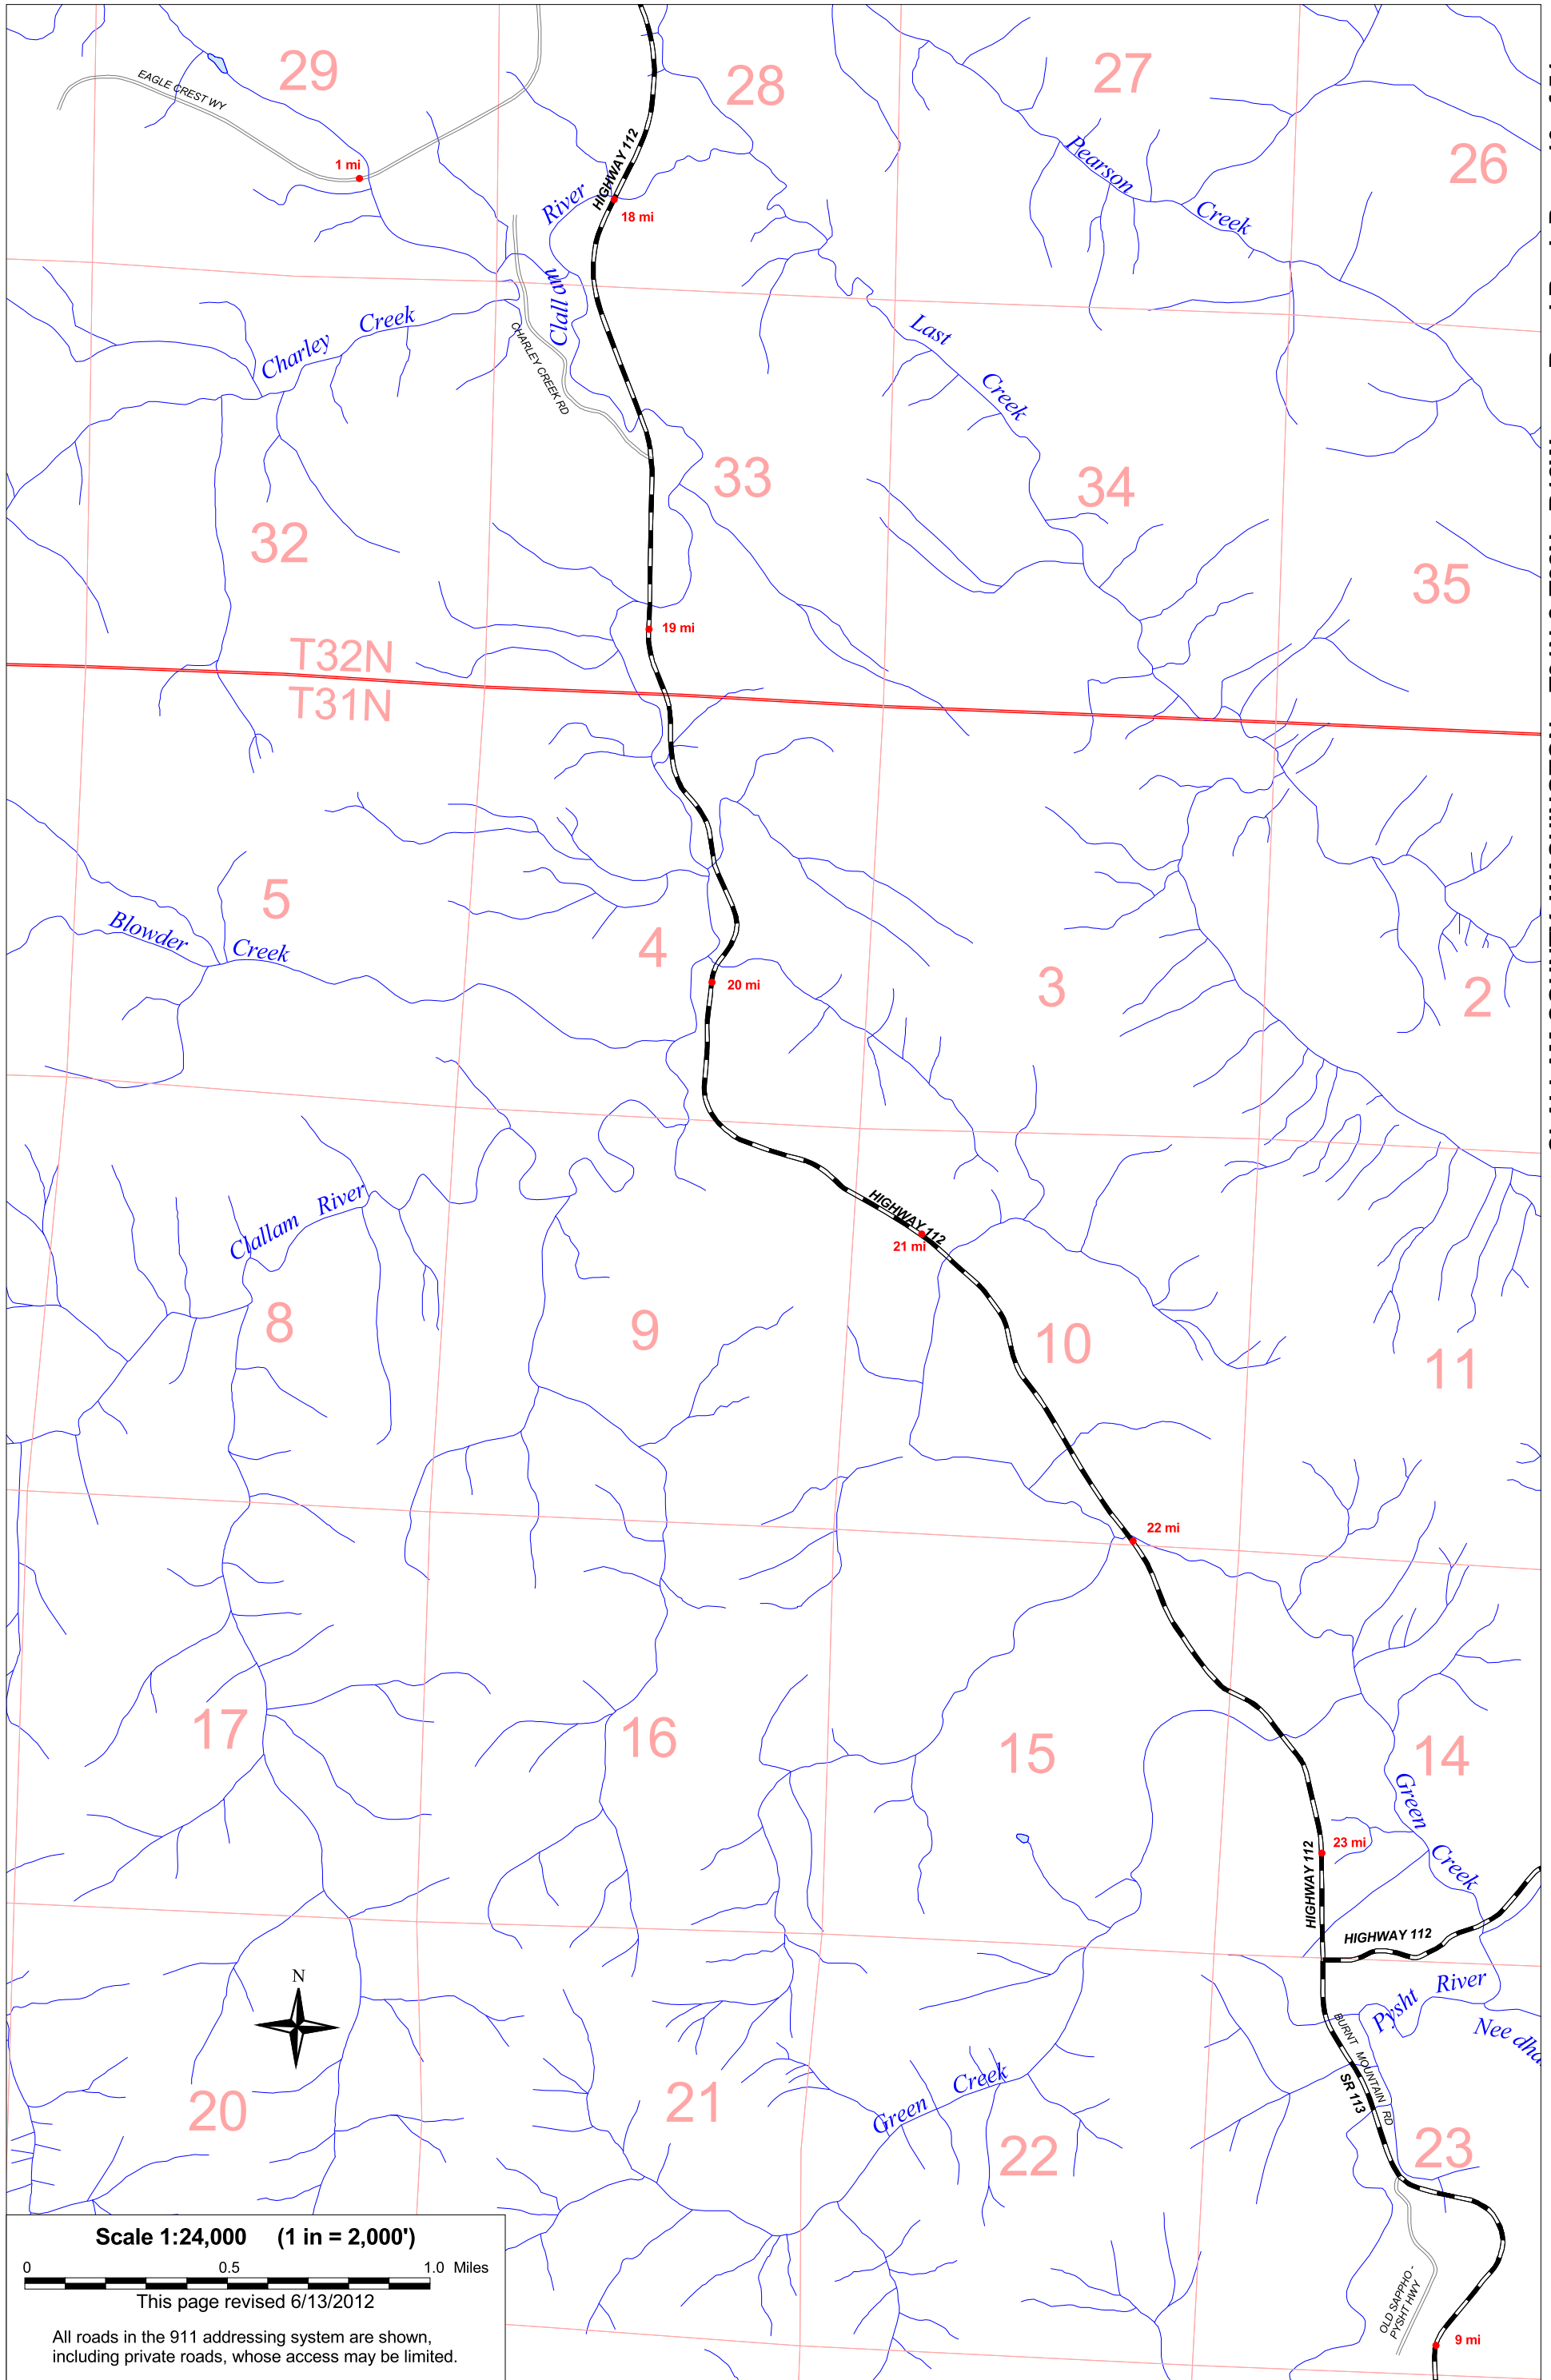 29
28
27
26
EAGLE CREST WY
1 mi
HIGHWAY 112
River
18 mi
Pearson
Creek
Clallam
Charley Creek
CHARLEY CREEK RD
Last
Creek
33
34
32
35
19 mi
T32N
T31N
5
Blowder Creek
4
3
2
20 mi
Clallam River
HIGHWAY 112
21 mi
8
9
10
11
22 mi
17
16
15
14
Green
Creek
23 mi
HIGHWAY 112
HIGHWAY 112
N
Pysht River
BURNT MOUNTAIN RD
SR 113
20
21
Green Creek
22
23
OLD SAPPHO -
PYSHT HWY
9 mi
Scale 1:24,000 (1 in = 2,000')
0 0.5 1.0 Miles
This page revised 6/13/2012
All roads in the 911 addressing system are shown,
including private roads, whose access may be limited.